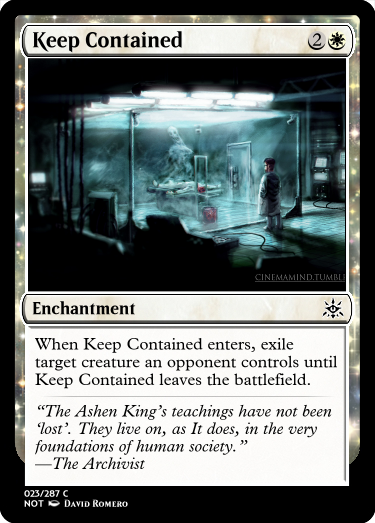 Keep Contained 2
CINEMAMIND.TUMBL
Enchantment
When Keep Contained enters, exile
target creature an opponent controls until
Keep Contained leaves the battlefield.
“The Ashen King’s teachings have not been
‘lost’. They live on, as It does, in the very
foundations of human society.”
—The Archivist
023/287 C
NOT DAVID ROMERO